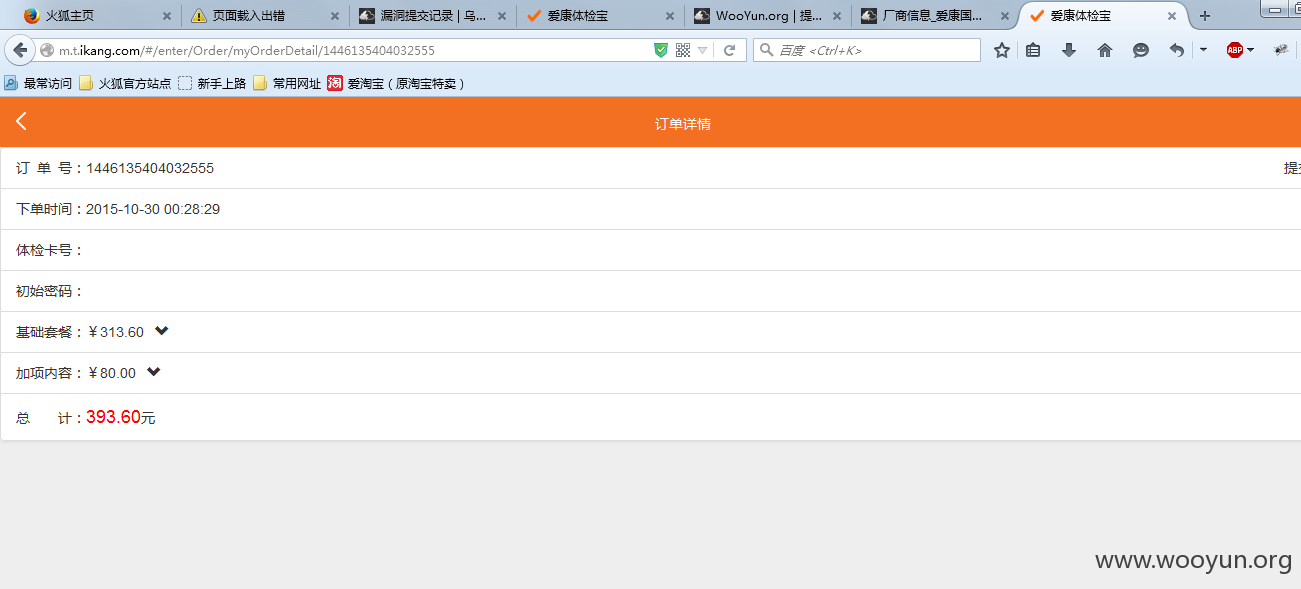 火狐主页 页面载入出错 漏洞提交记录 | 乌... 爱康体检宝 WooYun.org | 提... 厂商信息_爱康国... 爱康体检宝
m.t.ikang.com/#/enter/Order/myOrderDetail/1446135404032555 百度 <Ctrl+K> ABP
最常访问 火狐官方站点 新手上路 常用网址 淘 爱淘宝（原淘宝特卖）
订单详情
订 单 号：1446135404032555 提
下单时间：2015-10-30 00:28:29
体检卡号：
初始密码：
基础套餐：￥313.60
加项内容：￥80.00
总 计：393.60元
www.wooyun.org